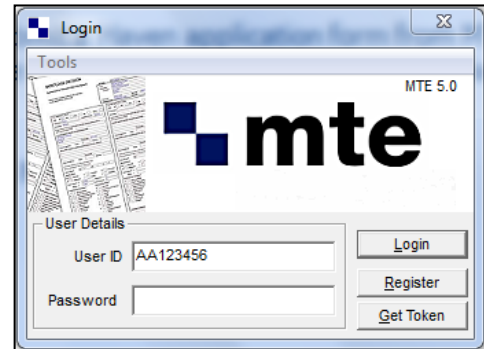 Login
Tools
MTE 5.0
mte
User Details
User ID AA123456
Password
Login
Register
Get Token